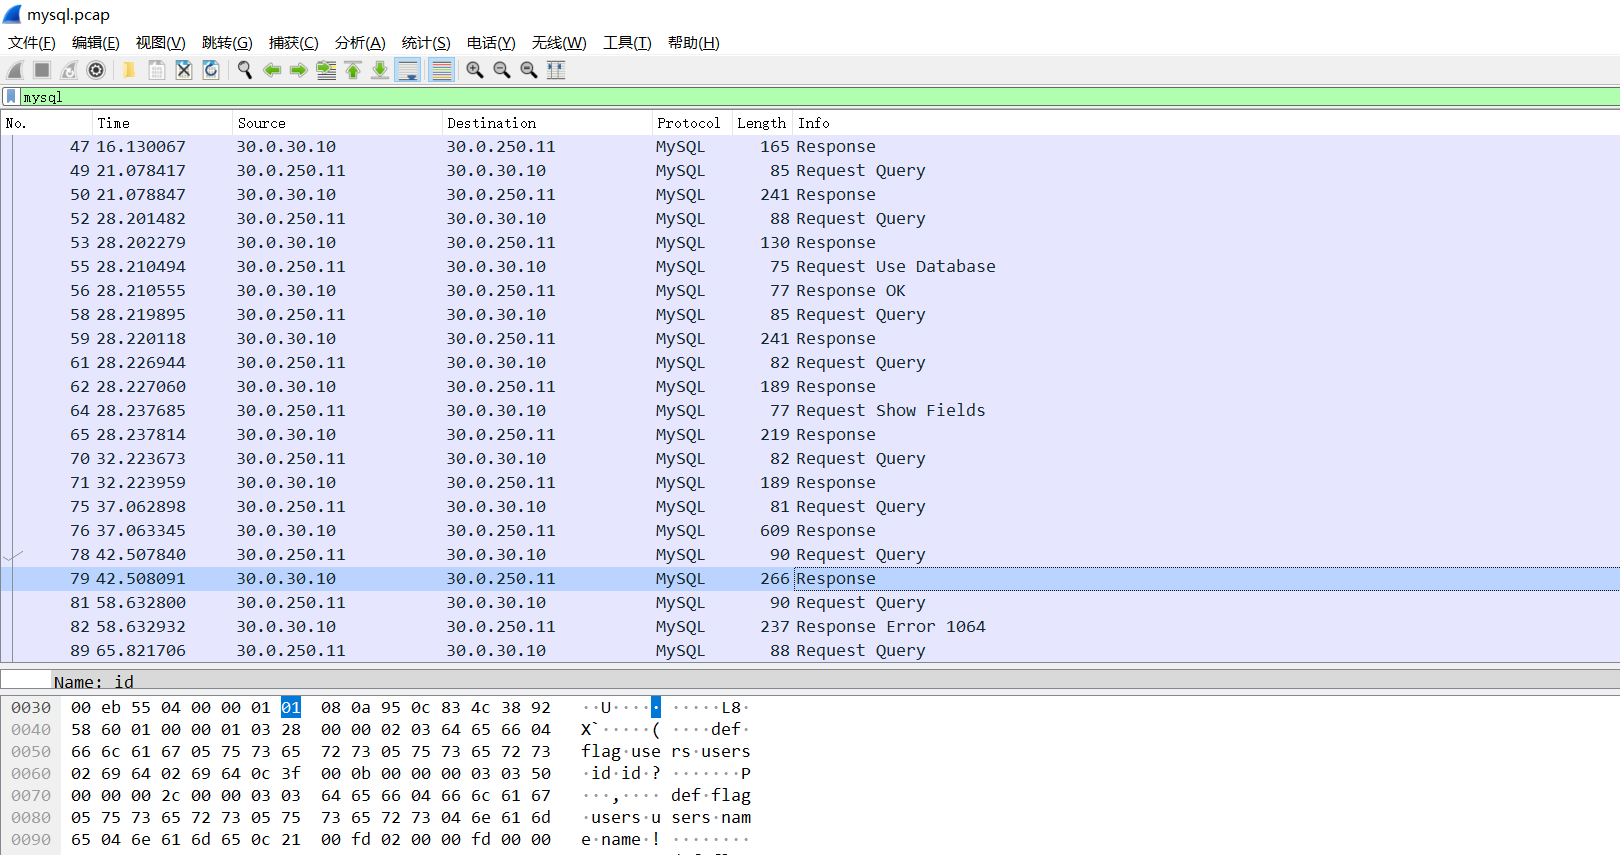 mysql.pcap
文件(F) 编辑(E) 视图(V) 跳转(G) 捕获(C) 分析(A) 统计(S) 电话(Y) 无线(W) 工具(T) 帮助(H)
mysql
No. Time Source Destination Protocol Length Info
47 16.130067 30.0.30.10 30.0.250.11 MySQL 165 Response
49 21.078417 30.0.250.11 30.0.30.10 MySQL 85 Request Query
50 21.078847 30.0.30.10 30.0.250.11 MySQL 241 Response
52 28.201482 30.0.250.11 30.0.30.10 MySQL 88 Request Query
53 28.202279 30.0.30.10 30.0.250.11 MySQL 130 Response
55 28.210494 30.0.250.11 30.0.30.10 MySQL 75 Request Use Database
56 28.210555 30.0.30.10 30.0.250.11 MySQL 77 Response OK
58 28.219895 30.0.250.11 30.0.30.10 MySQL 85 Request Query
59 28.220118 30.0.30.10 30.0.250.11 MySQL 241 Response
61 28.226944 30.0.250.11 30.0.30.10 MySQL 82 Request Query
62 28.227060 30.0.30.10 30.0.250.11 MySQL 189 Response
64 28.237685 30.0.250.11 30.0.30.10 MySQL 77 Request Show Fields
65 28.237814 30.0.30.10 30.0.250.11 MySQL 219 Response
70 32.223673 30.0.250.11 30.0.30.10 MySQL 82 Request Query
71 32.223959 30.0.30.10 30.0.250.11 MySQL 189 Response
75 37.062898 30.0.250.11 30.0.30.10 MySQL 81 Request Query
76 37.063345 30.0.30.10 30.0.250.11 MySQL 609 Response
78 42.507840 30.0.250.11 30.0.30.10 MySQL 90 Request Query
79 42.508091 30.0.30.10 30.0.250.11 MySQL 266 Response
81 58.632800 30.0.250.11 30.0.30.10 MySQL 90 Request Query
82 58.632932 30.0.30.10 30.0.250.11 MySQL 237 Response Error 1064
89 65.821706 30.0.250.11 30.0.30.10 MySQL 88 Request Query
Name: id
0030 00 eb 55 04 00 00 01 01 08 0a 95 0c 83 4c 38 92 ··U····· ·····L8·
0040 58 60 01 00 00 01 03 28 00 00 02 03 64 65 66 04 X`·····( ····def·
0050 66 6c 61 67 05 75 73 65 72 73 05 75 73 65 72 73 flag·use rs·users
0060 02 69 64 02 69 64 0c 3f 00 0b 00 00 00 03 03 50 ·id·id·? ·······P
0070 00 00 00 2c 00 00 03 03 64 65 66 04 66 6c 61 67 ···,···· def·flag
0080 05 75 73 65 72 73 05 75 73 65 72 73 04 6e 61 6d ·users·u sers·nam
0090 65 04 6e 61 6d 65 0c 21 00 fd 02 00 00 fd 00 00 e·name·! ········